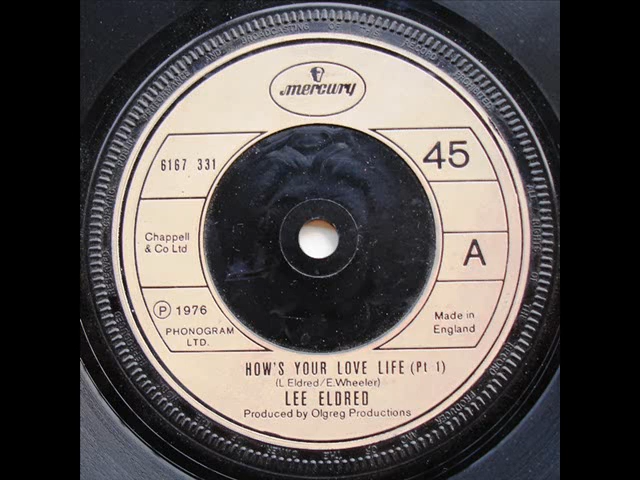 mercury
6167 331
45
Chappell
& Co Ltd
A
℗ 1976
PHONOGRAM
LTD.
Made in
England
HOW'S YOUR LOVE LIFE (Pt 1)
(L Eldred/E.Wheeler)
LEE ELDRED
Produced by Olgreg Productions